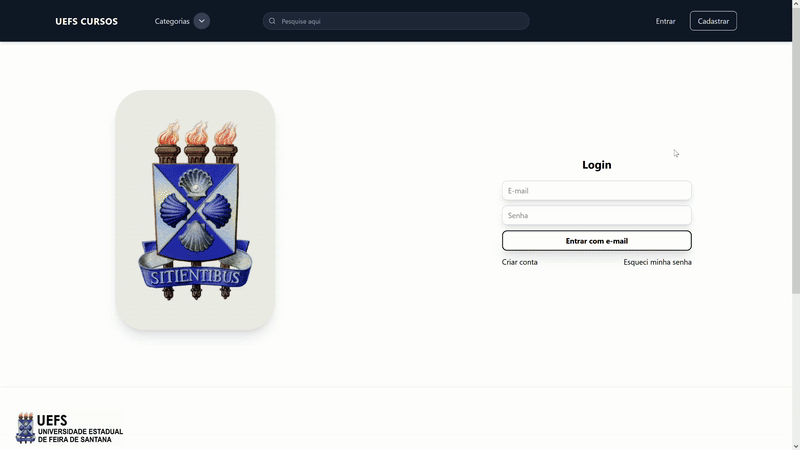 UEFS CURSOS
Categorias
Pesquise aqui
Entrar
Cadastrar
SITIENTIBUS
Login
E-mail
Senha
Entrar com e-mail
Criar conta
Esqueci minha senha
UEFS
UNIVERSIDADE ESTADUAL
DE FEIRA DE SANTANA